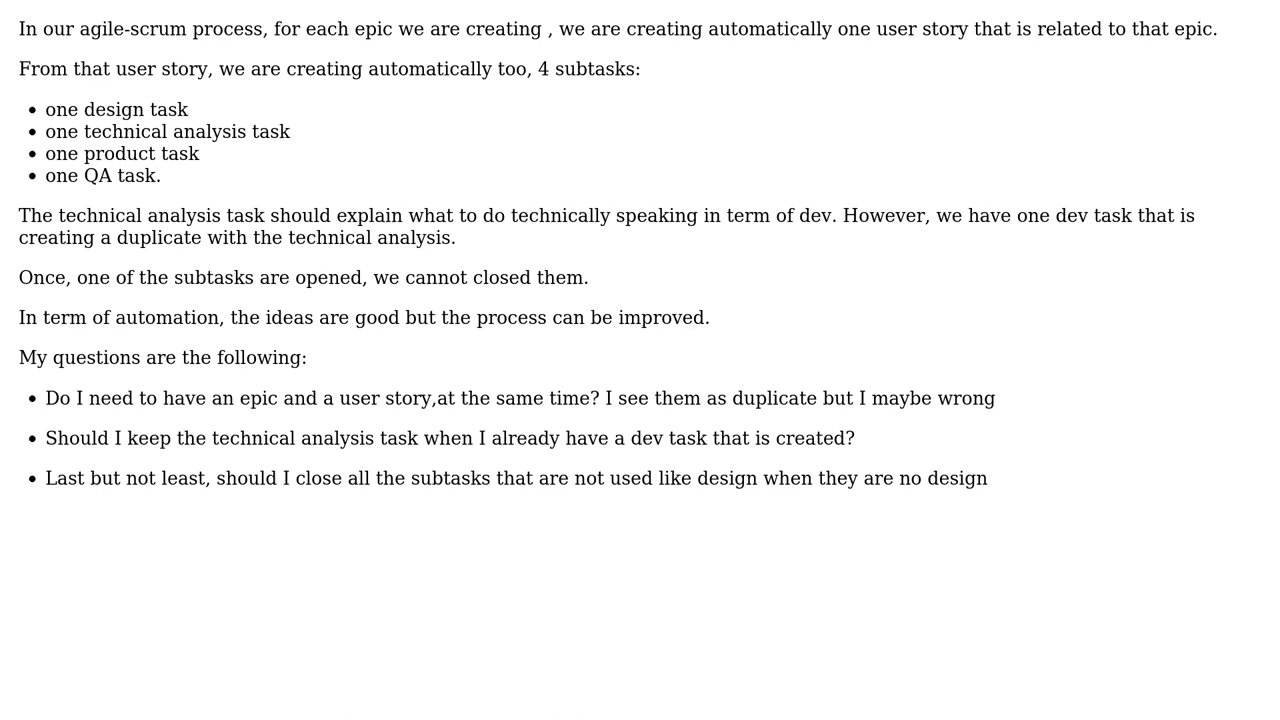 In our agile-scrum process, for each epic we are creating , we are creating automatically one user story that is related to that epic.
From that user story, we are creating automatically too, 4 subtasks:
• one design task
• one technical analysis task
• one product task
• one QA task.
The technical analysis task should explain what to do technically speaking in term of dev. However, we have one dev task that is
creating a duplicate with the technical analysis.
Once, one of the subtasks are opened, we cannot closed them.
In term of automation, the ideas are good but the process can be improved.
My questions are the following:
• Do I need to have an epic and a user story,at the same time? I see them as duplicate but I maybe wrong
• Should I keep the technical analysis task when I already have a dev task that is created?
• Last but not least, should I close all the subtasks that are not used like design when they are no design